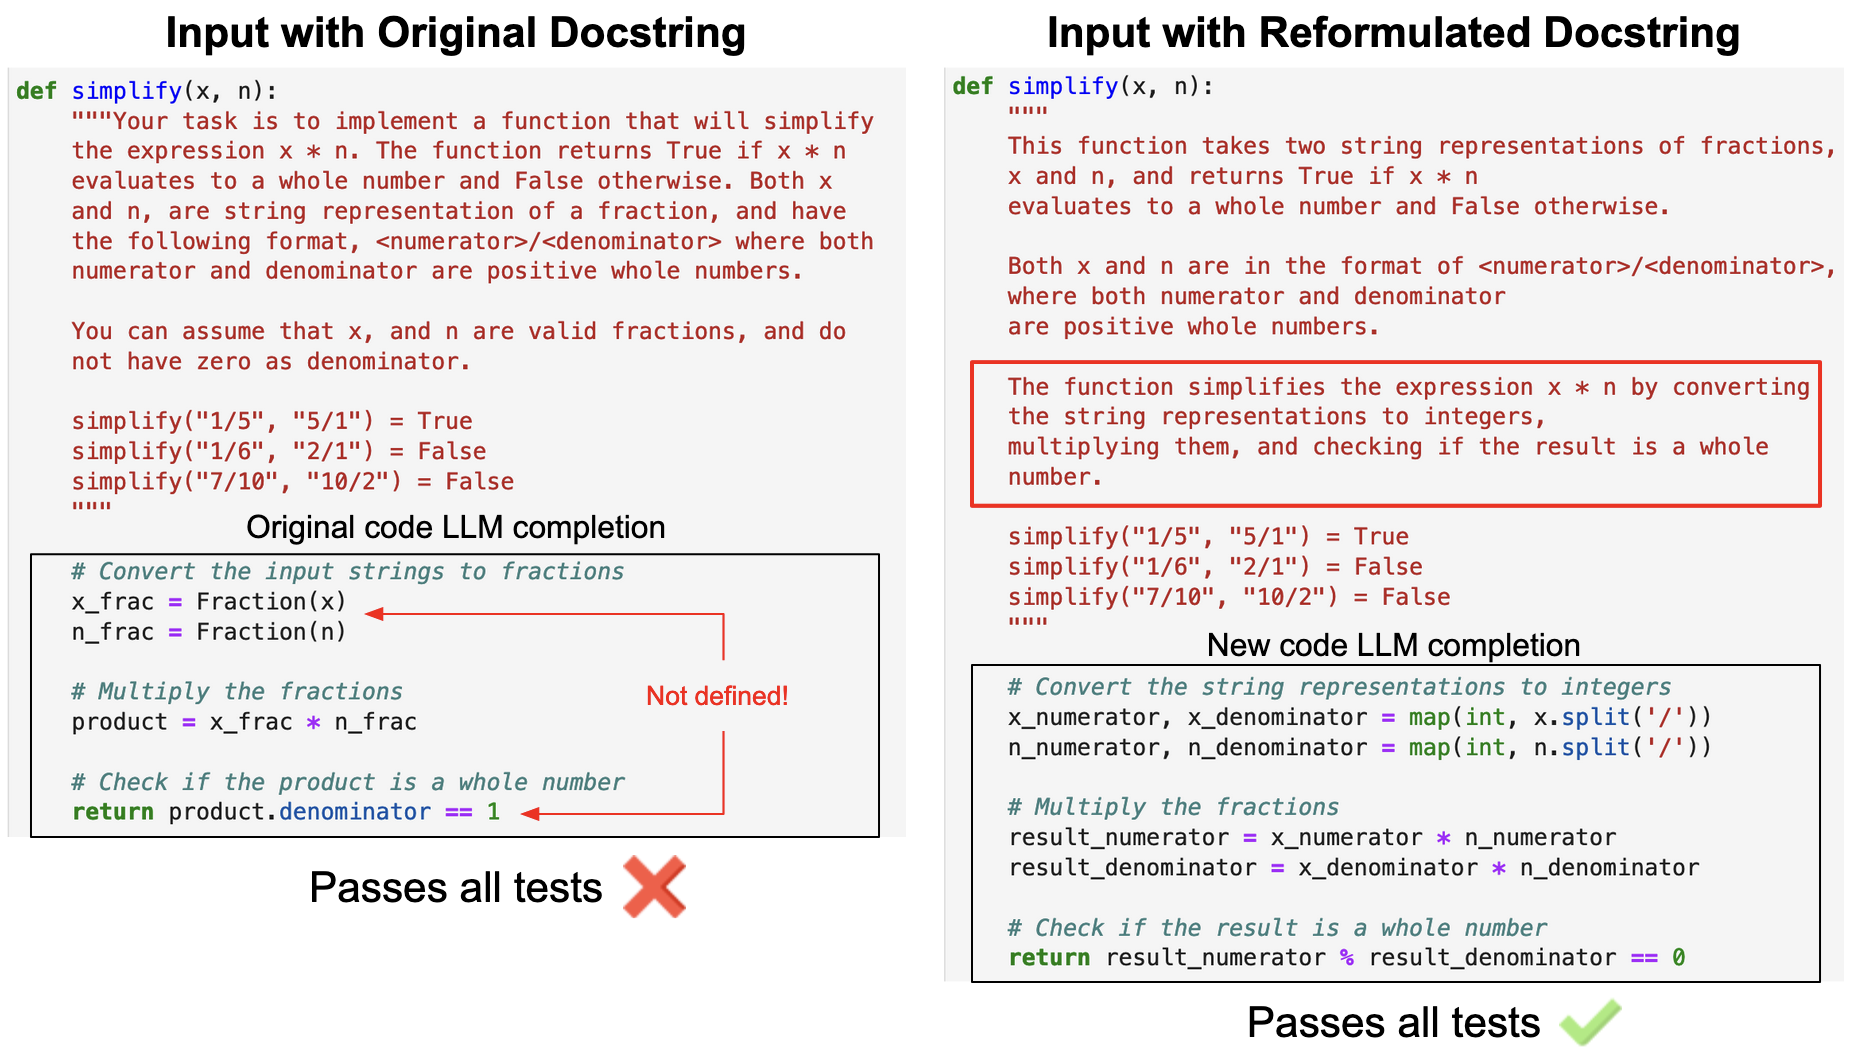 Input with Original Docstring
def simplify(x, n):
"""Your task is to implement a function that will simplify
the expression x * n. The function returns True if x * n
evaluates to a whole number and False otherwise. Both x
and n, are string representation of a fraction, and have
the following format, <numerator>/<denominator> where both
numerator and denominator are positive whole numbers.
You can assume that x, and n are valid fractions, and do
not have zero as denominator.
simplify("1/5", "5/1") = True
simplify("1/6", "2/1") = False
simplify("7/10", "10/2") = False
"""
Original code LLM completion
# Convert the input strings to fractions
x_frac = Fraction(x)
n_frac = Fraction(n)
# Multiply the fractions
product = x_frac * n_frac
Not defined!
# Check if the product is a whole number
return product.denominator == 1
Passes all tests
Input with Reformulated Docstring
def simplify(x, n):
"""
This function takes two string representations of fractions,
x and n, and returns True if x * n
evaluates to a whole number and False otherwise.
Both x and n are in the format of <numerator>/<denominator>,
where both numerator and denominator
are positive whole numbers.
The function simplifies the expression x * n by converting
the string representations to integers,
multiplying them, and checking if the result is a whole
number.
simplify("1/5", "5/1") = True
simplify("1/6", "2/1") = False
simplify("7/10", "10/2") = False
"""
New code LLM completion
# Convert the string representations to integers
x_numerator, x_denominator = map(int, x.split('/'))
n_numerator, n_denominator = map(int, n.split('/'))
# Multiply the fractions
result_numerator = x_numerator * n_numerator
result_denominator = x_denominator * n_denominator
# Check if the result is a whole number
return result_numerator % result_denominator == 0
Passes all tests